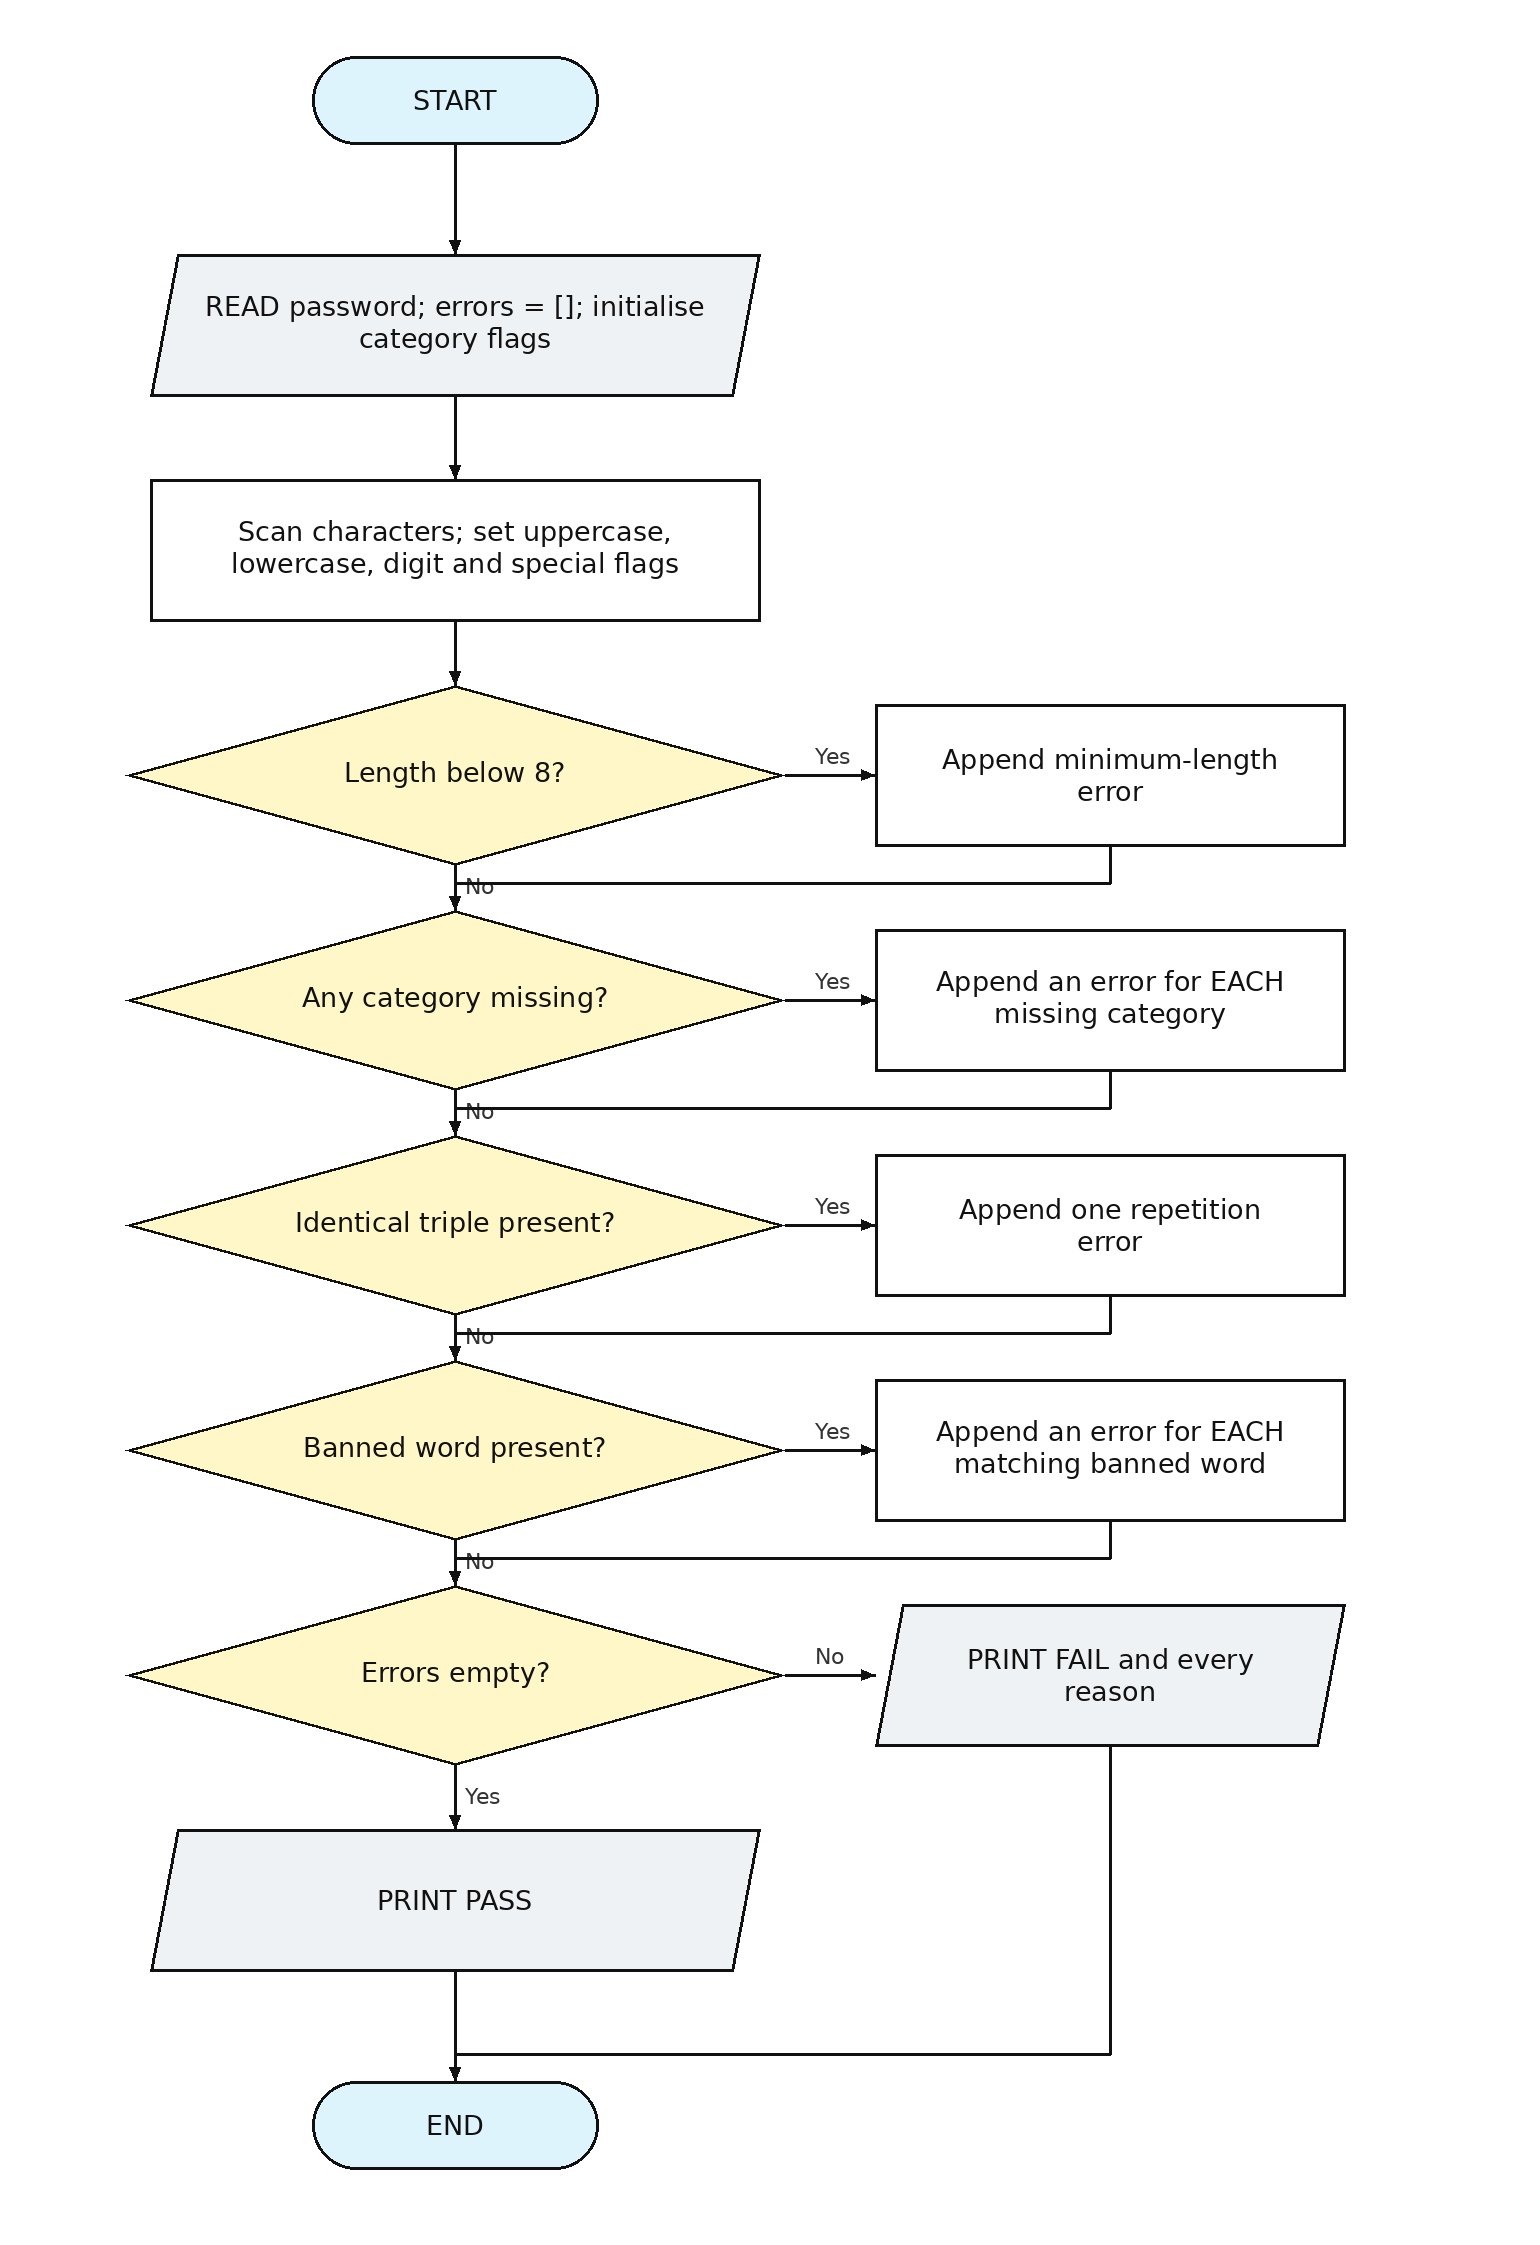 START
READ password; errors = []; initialise
category flags
Scan characters; set uppercase,
lowercase, digit and special flags
Length below 8?
Yes
Append minimum-length
error
No
Any category missing?
Yes
Append an error for EACH
missing category
No
Identical triple present?
Yes
Append one repetition
error
No
Banned word present?
Yes
Append an error for EACH
matching banned word
No
Errors empty?
No
PRINT FAIL and every
reason
Yes
PRINT PASS
END